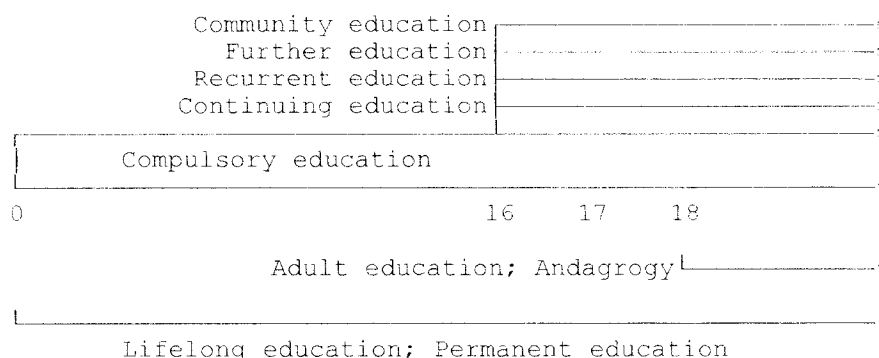 Community education
Further education
Recurrent education
Continuing education
Compulsory education
0 16 17 18
Adult education; Andagrogy
Lifelong education; Permanent education